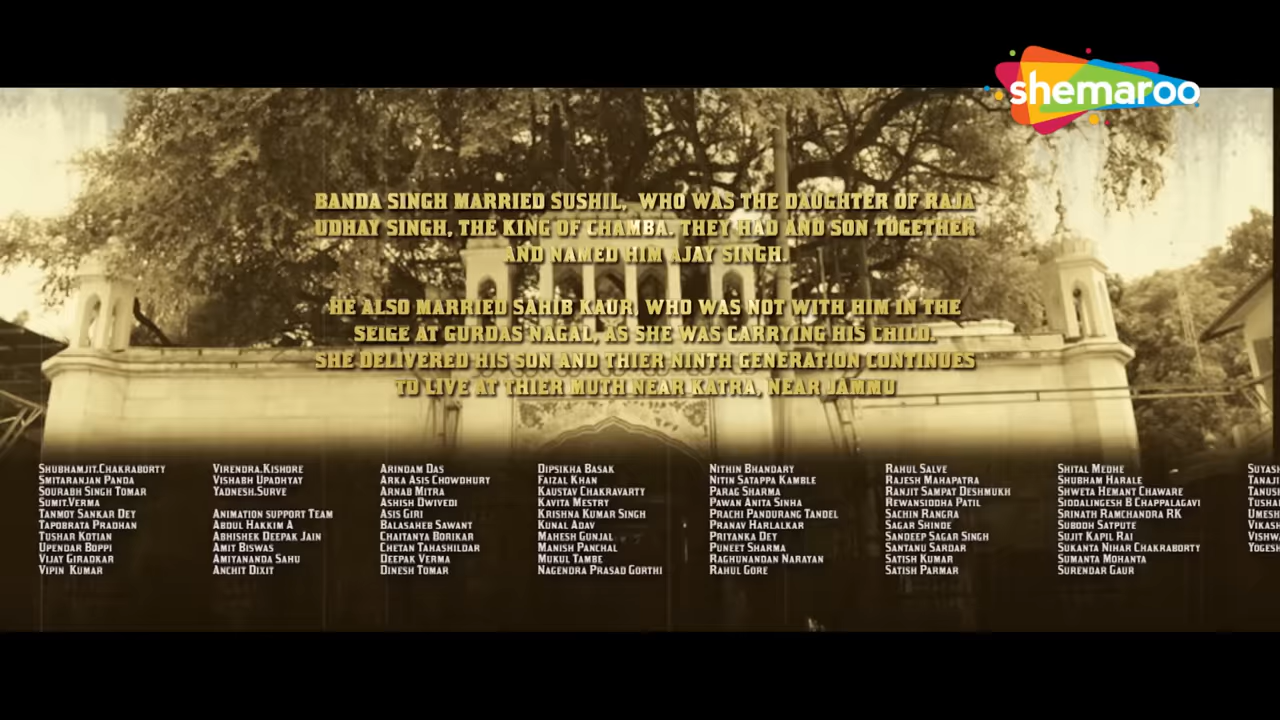 shemaroo
BANDA SINGH MARRIED SUSHIL, WHO WAS THE DAUGHTER OF RAJA
UDHAY SINGH, THE KING OF CHAMBA. THEY HAD AND SON TOGETHER
AND NAMED HIM AJAY SINGH.
HE ALSO MARRIED SAHIB KAUR, WHO WAS NOT WITH HIM IN THE
SEIGE AT GURDAS NAGAL, AS SHE WAS CARRYING HIS CHILD.
SHE DELIVERED HIS SON AND THIER NINTH GENERATION CONTINUES
TO LIVE AT THIER MUTH NEAR KATRA, NEAR JAMMU
SHUBHAMJIT.CHAKRABORTY
SMITARANJAN PANDA
SOURABH SINGH TOMAR
SUMIT.VERMA
TANMOY SANKAR DEY
TAPOBRATA PRADHAN
TUSHAR KOTIAN
UPENDAR BOPPI
VIJAY GIRADKAR
VIPIN KUMAR
VIRENDRA.KISHORE
VISHABH UPADHYAY
YADNESH.SURVE
ANIMATION SUPPORT TEAM
ABDUL HAKKIM A
ABHISHEK DEEPAK JAIN
AMIT BISWAS
AMIYANANDA SAHU
ANCHIT DIXIT
ARINDAM DAS
ARKA ASIS CHOWDHURY
ARNAB MITRA
ASHISH DWIVEDI
ASIS GIRI
BALASAHEB SAWANT
CHAITANYA BORIKAR
CHETAN TAHASHILDAR
DEEPAK VERMA
DINESH TOMAR
DIPSIKHA BASAK
FAIZAL KHAN
KAUSTAV CHAKRAVARTY
KAVITA MESTRY
KRISHNA KUMAR SINGH
KUNAL ADAV
MAHESH GUNJAL
MANISH PANCHAL
MUKUL TAMBE
NAGENDRA PRASAD GORTHI
NITHIN BHANDARY
NITIN SATAPPA KAMBLE
PARAG SHARMA
PAWAN ANITA SINHA
PRACHI PANDURANG TANDEL
PRANAV HARLALKAR
PRIYANKA DEY
PUNEET SHARMA
RAGHUNANDAN NARAYAN
RAHUL GORE
RAHUL SALVE
RAJESH MAHAPATRA
RANJIT SAMPAT DESHMUKH
REWANSIDDHA PATIL
SACHIN RANGRA
SAGAR SHINDE
SANDEEP SAGAR SINGH
SANTANU SARDAR
SATISH KUMAR
SATISH PARMAR
SHITAL MEDHE
SHUBHAM HARALE
SHWETA HEMANT CHAWARE
SIDDALINGESH B CHAPPALAGAVI
SRINATH RAMCHANDRA RK
SUBODH SATPUTE
SUJIT KAPIL RAI
SUKANTA NIHAR CHAKRABORTY
SUMANTA MOHANTA
SURENDAR GAUR